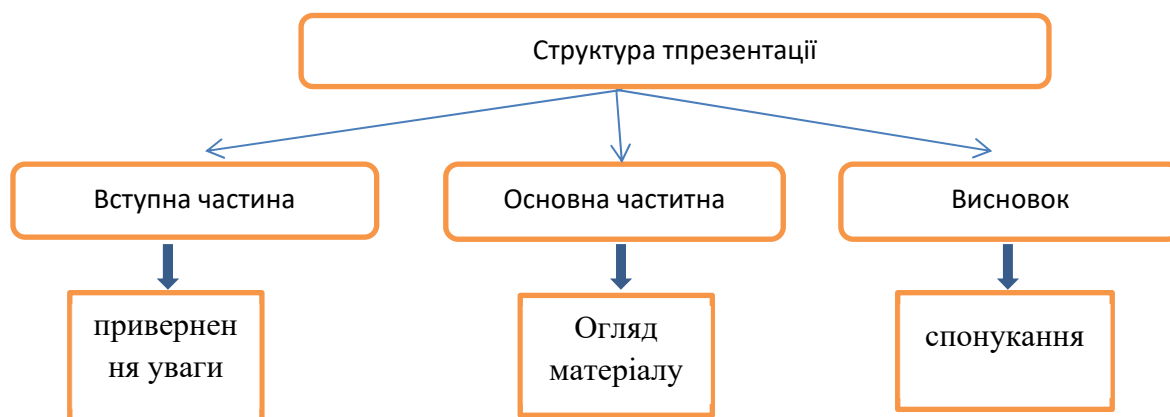 Структура тпрезентації
Вступна частина
Основна частитна
Висновок
привернен
ня уваги
Огляд
матеріалу
спонукання